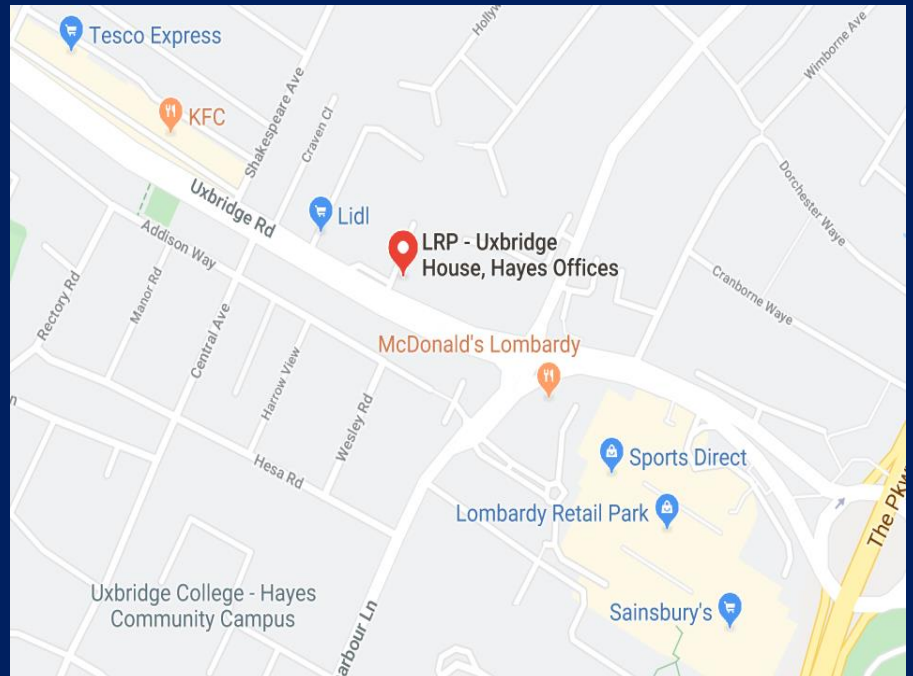 Tesco Express
Wimborne Ave
KFC
Shakespeare Ave
Craven Cl
Uxbridge Rd
Lidl
Addison Way
LRP - Uxbridge
House, Hayes Offices
Dorchester Waye
Cranborne Waye
Rectory Rd
Manor Rd
Central Ave
Harrow View
Wesley Rd
McDonald's Lombardy
Hesa Rd
Sports Direct
Lombardy Retail Park
Uxbridge College - Hayes
Community Campus
Sainsbury's